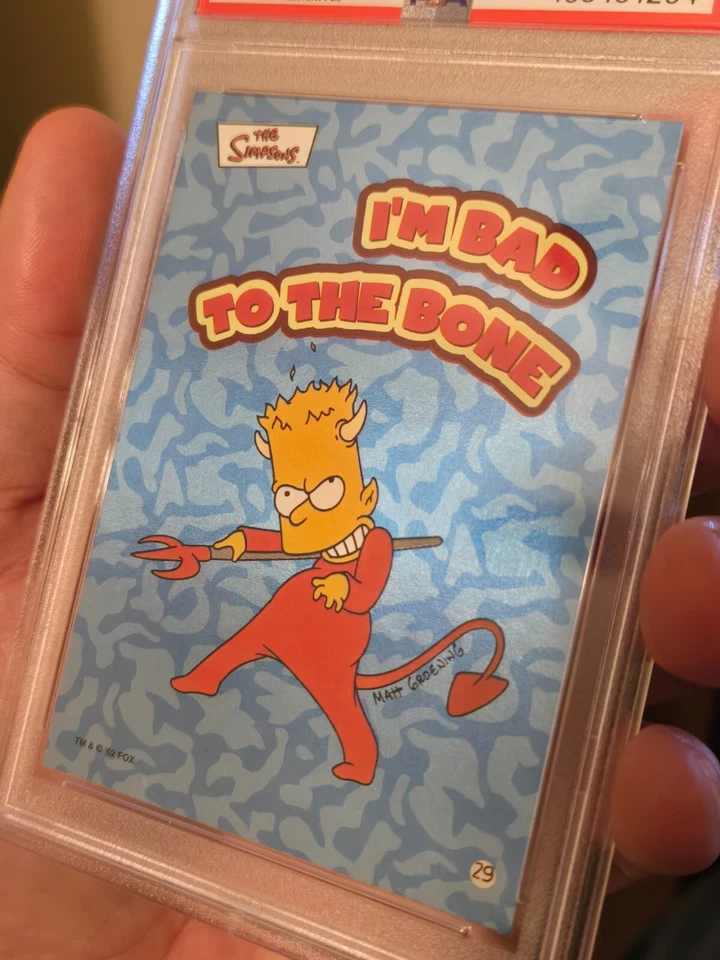 THE
SIMPSONS
I'M BAD
TO THE BONE
MATT GROENING
TM & © '02 FOX
29